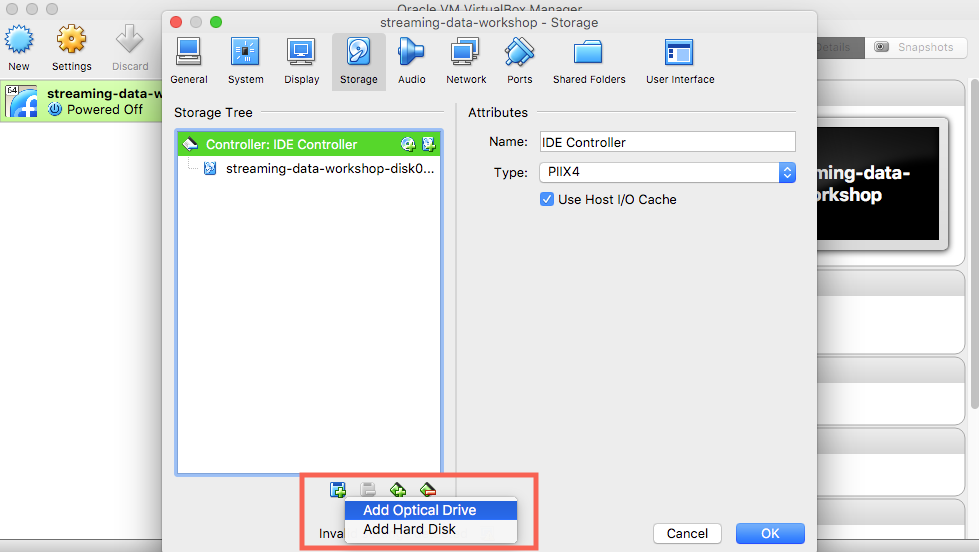 Oracle VM VirtualBox Manager
streaming-data-workshop - Storage
New
Settings
Discard
General
System
Display
Storage
Audio
Network
Ports
Shared Folders
User Interface
Details
Snapshots
64
streaming-data-w
Powered Off
Storage Tree
Controller: IDE Controller
streaming-data-workshop-disk0...
Attributes
Name: IDE Controller
Type: PIIX4
Use Host I/O Cache
ming-data-
orkshop
Add Optical Drive
Add Hard Disk
Inva
Cancel
OK